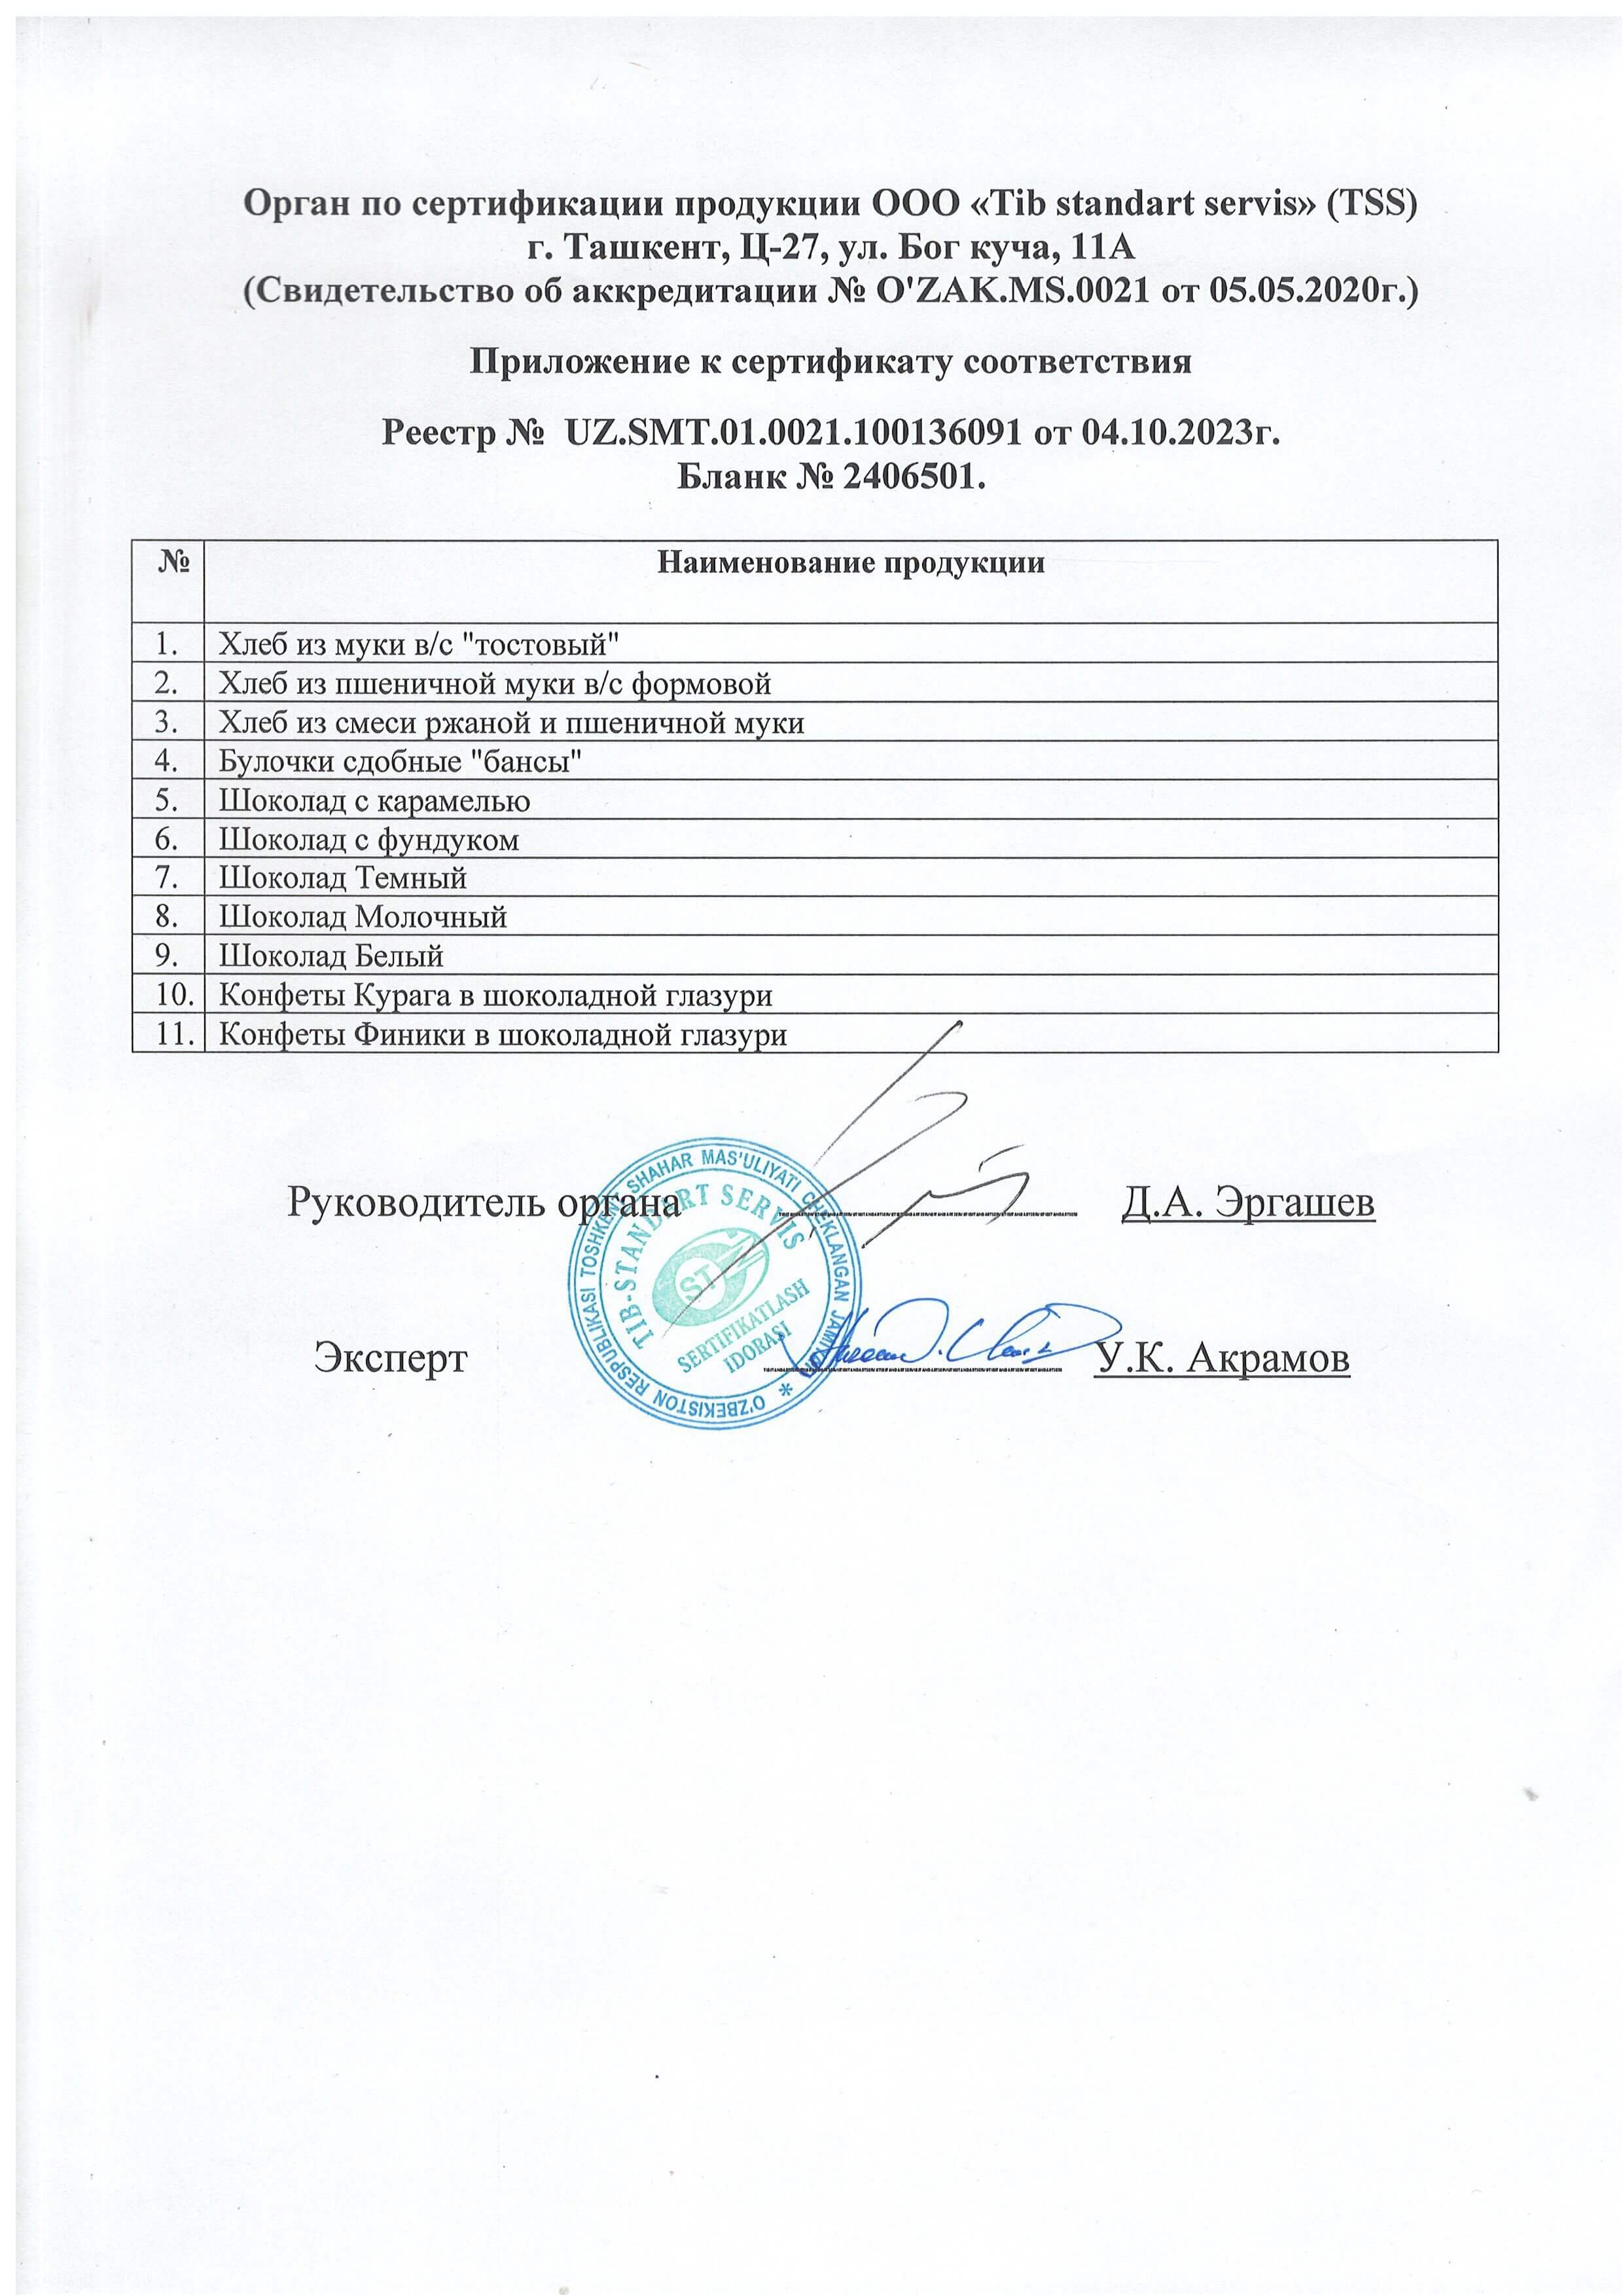 Орган по сертификации продукции ООО «Tib standart servis» (TSS)
г. Ташкент, Ц-27, ул. Бог куча, 11А
(Свидетельство об аккредитации № O'ZAK.MS.0021 от 05.05.2020г.)
Приложение к сертификату соответствия
Реестр № UZ.SMT.01.0021.100136091 от 04.10.2023г.
Бланк № 2406501.
№ Наименование продукции
1. Хлеб из муки в/с "тостовый"
2. Хлеб из пшеничной муки в/с формовой
3. Хлеб из смеси ржаной и пшеничной муки
4. Булочки сдобные "бансы"
5. Шоколад с карамелью
6. Шоколад с фундуком
7. Шоколад Темный
8. Шоколад Молочный
9. Шоколад Белый
10. Конфеты Курага в шоколадной глазури
11. Конфеты Финики в шоколадной глазури
Руководитель органа Д.А. Эргашев
O'ZBEKISTON RESPUBLIKASI TOSHKENT SHAHAR MAS'ULIYATI CHEKLANGAN JAMIYAT *
TIB-STANDART SERVIS
ST
SERTIFIKATLASH
IDORASI
Эксперт У.К. Акрамов